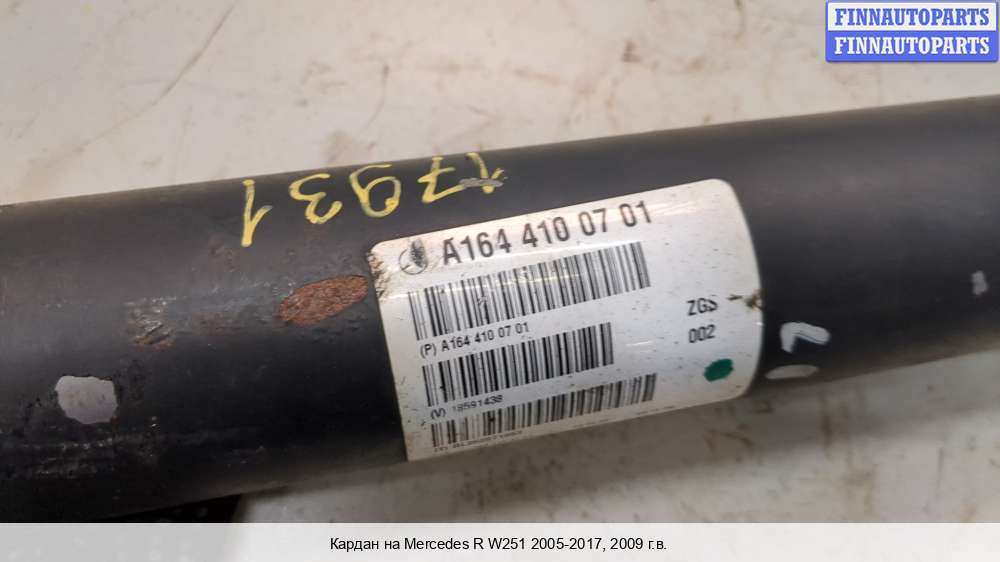 FINNAUTOPARTS
FINNAUTOPARTS
17931
A164 410 07 01
(P) A164 410 07 01
ZGS
002
(V) 18591438
Кардан на Mercedes R W251 2005-2017, 2009 г.в.